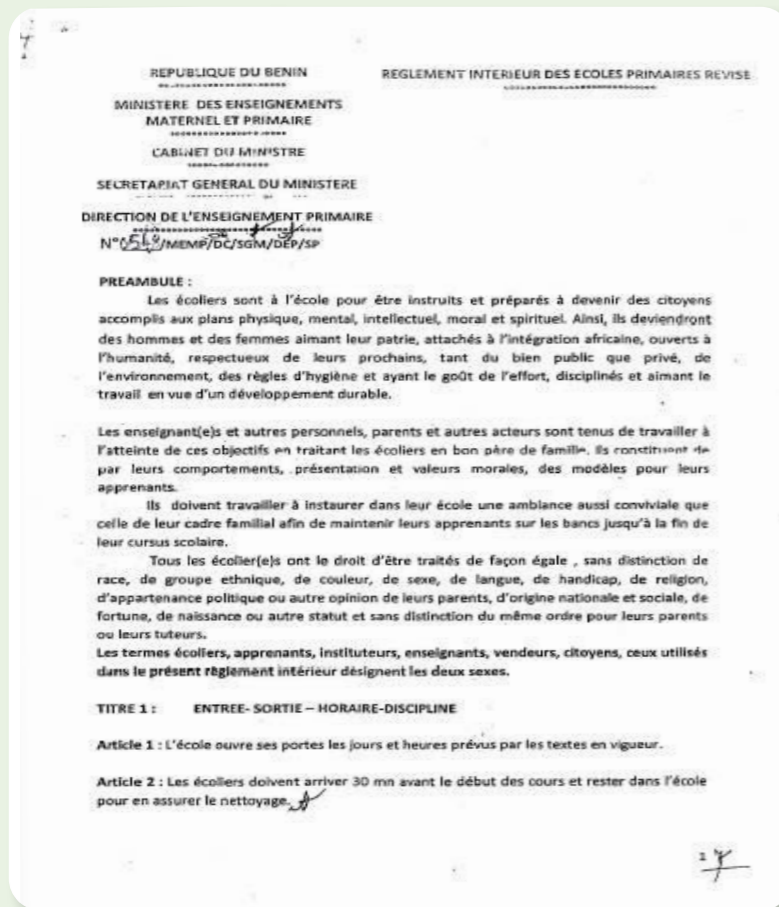 REPUBLIQUE DU BENIN
REGLEMENT INTERIEUR DES ECOLES PRIMAIRES REVISE
MINISTERE DES ENSEIGNEMENTS
MATERNEL ET PRIMAIRE
CABINET DU MINISTRE
SECRETARIAT GENERAL DU MINISTERE
DIRECTION DE L'ENSEIGNEMENT PRIMAIRE
/MEMP/DC/SGM/DEP/SP
PREAMBULE :
Les écoliers sont à l'école pour être instruits et préparés à devenir des citoyens
accomplis aux plans physique, mental, intellectuel, moral et spirituel. Ainsi, ils deviendront
des hommes et des femmes aimant leur patrie, attachés à l'intégration africaine, ouverts à
l'humanité, respectueux de leurs prochains, tant du bien public que privé, de
l'environnement, des règles d'hygiène et ayant le goût de l'effort, disciplinés et aimant le
travail en vue d'un développement durable.
Les enseignant(e)s et autres personnels, parents et autres acteurs sont tenus de travailler à
l'atteinte de ces objectifs en traitant les écoliers en bon père de famille. Ils constituent de
par leurs comportements, présentation et valeurs morales, des modèles pour leurs
apprenants.
Ils doivent travailler à instaurer dans leur école une ambiance aussi conviviale que
celle de leur cadre familial afin de maintenir leurs apprenants sur les bancs jusqu'à la fin de
leur cursus scolaire.
Tous les écolier(e)s ont le droit d'être traités de façon égale , sans distinction de
race, de groupe ethnique, de couleur, de sexe, de langue, de handicap, de religion,
d'appartenance politique ou autre opinion de leurs parents, d'origine nationale et sociale, de
fortune, de naissance ou autre statut et sans distinction du même ordre pour leurs parents
ou leurs tuteurs.
Les termes écoliers, apprenants, instituteurs, enseignants, vendeurs, citoyens, ceux utilisés
dans le présent règlement intérieur désignent les deux sexes.
TITRE 1 : ENTREE- SORTIE – HORAIRE-DISCIPLINE
Article 1 : L'école ouvre ses portes les jours et heures prévus par les textes en vigueur.
Article 2 : Les écoliers doivent arriver 30 mn avant le début des cours et rester dans l'école
pour en assurer le nettoyage.
1